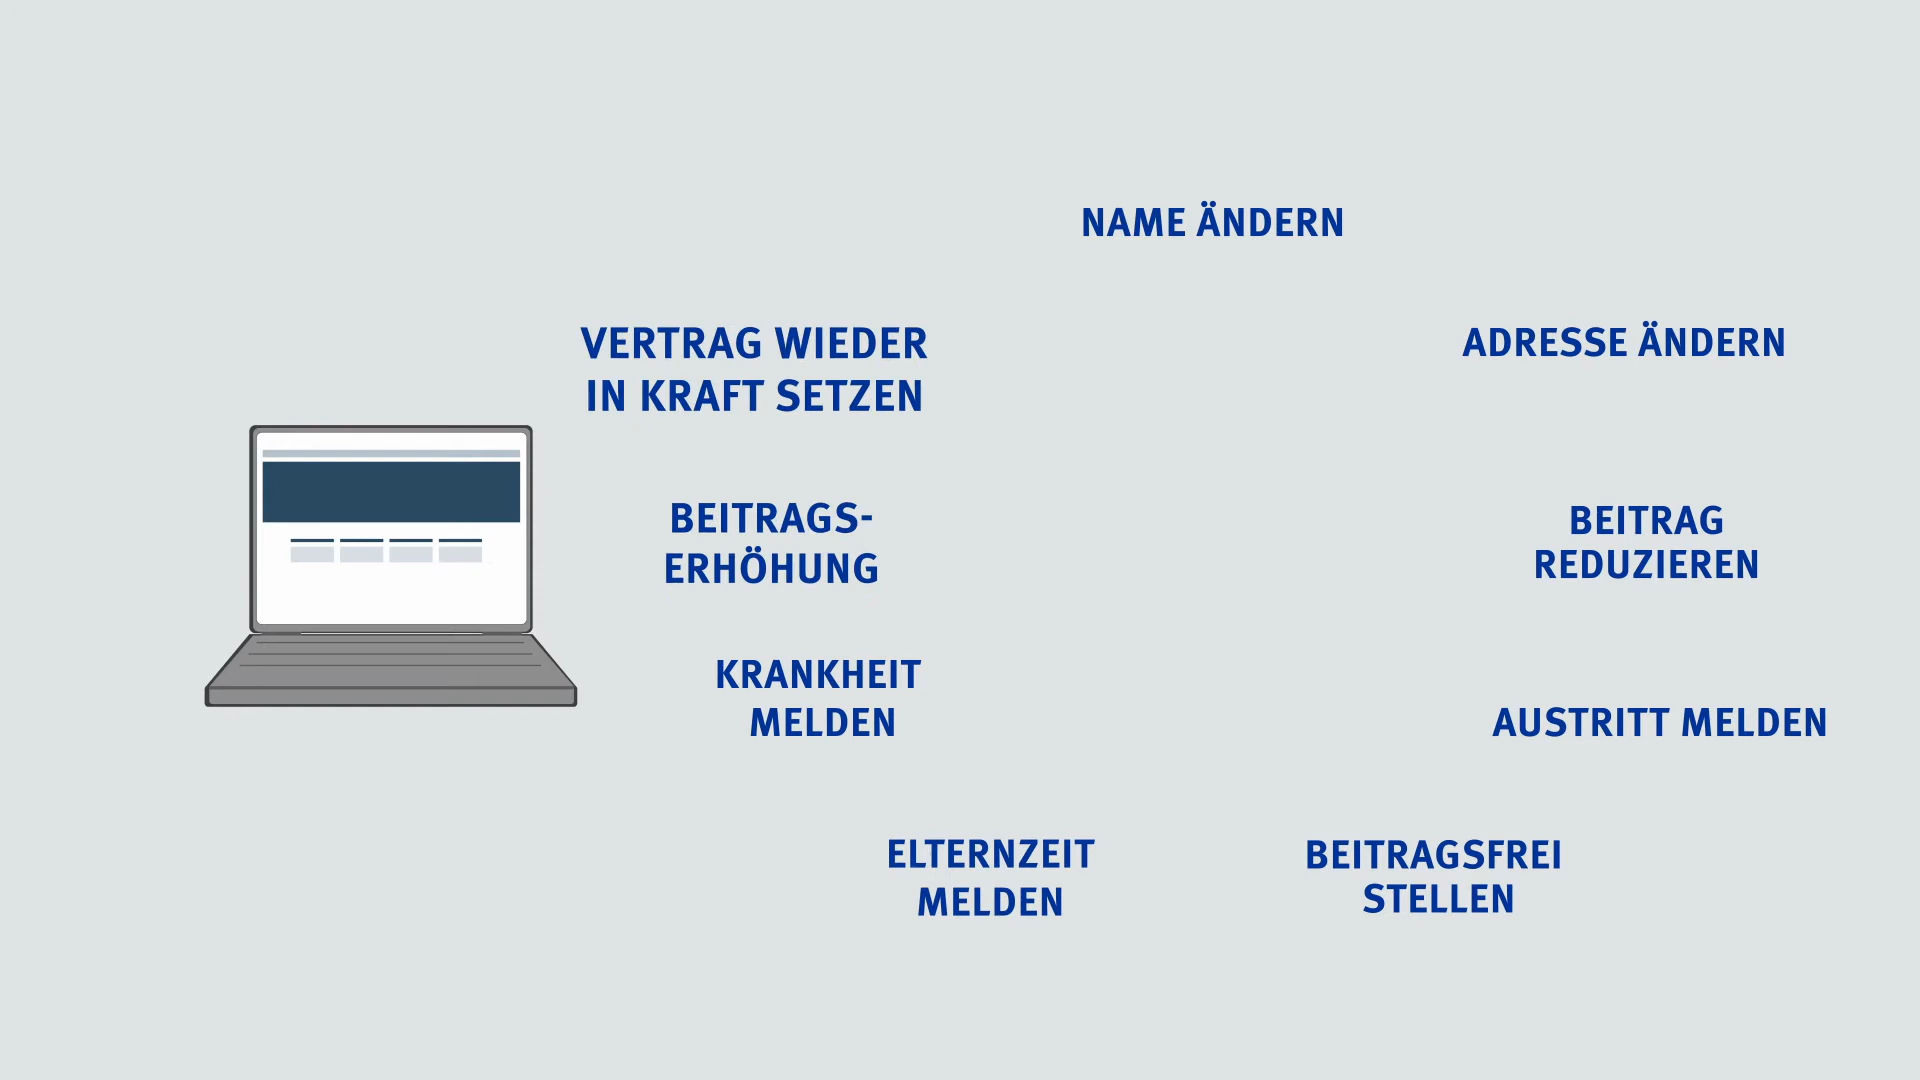 NAME ÄNDERN
VERTRAG WIEDER
IN KRAFT SETZEN
ADRESSE ÄNDERN
BEITRAGS-
ERHÖHUNG
BEITRAG
REDUZIEREN
KRANKHEIT
MELDEN
AUSTRITT MELDEN
ELTERNZEIT
MELDEN
BEITRAGSFREI
STELLEN